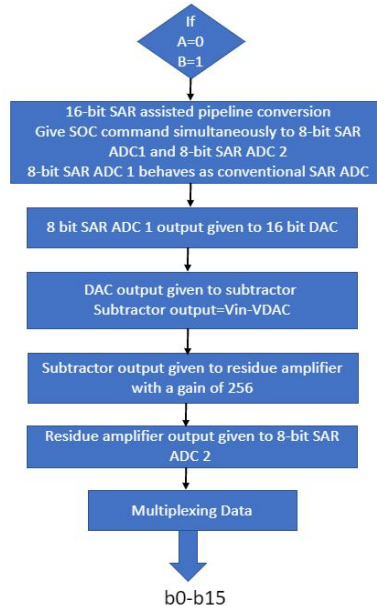 If
A=0
B=1
16-bit SAR assisted pipeline conversion
Give SOC command simultaneously to 8-bit SAR
ADC1 and 8-bit SAR ADC 2
8-bit SAR ADC 1 behaves as conventional SAR ADC
8 bit SAR ADC 1 output given to 16 bit DAC
DAC output given to subtractor
Subtractor output=Vin-VDAC
Subtractor output given to residue amplifier
with a gain of 256
Residue amplifier output given to 8-bit SAR
ADC 2
Multiplexing Data
b0-b15